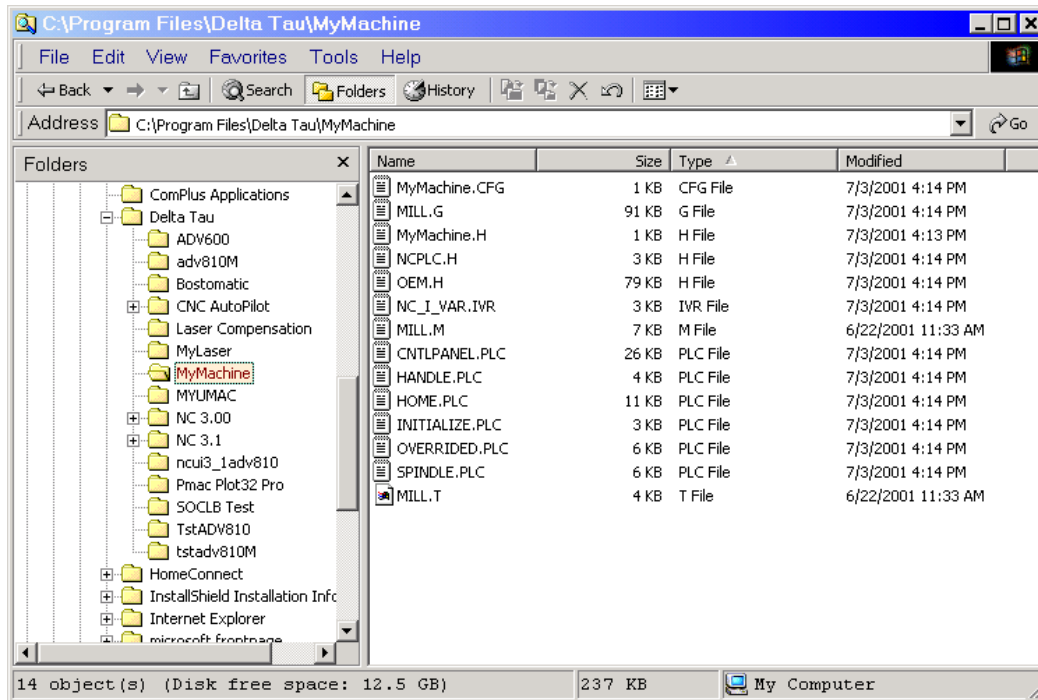 C:\Program Files\Delta Tau\MyMachine
File Edit View Favorites Tools Help
Back Search Folders History
Address C:\Program Files\Delta Tau\MyMachine Go
Folders
ComPlus Applications
Delta Tau
ADV600
adv810M
Bostomatic
CNC AutoPilot
Laser Compensation
MyLaser
MyMachine
MYUMAC
NC 3.00
NC 3.1
ncui3_1adv810
Pmac Plot32 Pro
SOCLB Test
TstADV810
tstadv810M
HomeConnect
InstallShield Installation Info
Internet Explorer
microsoft frontpage
Name Size Type Modified
MyMachine.CFG 1 KB CFG File 7/3/2001 4:14 PM
MILL.G 91 KB G File 7/3/2001 4:14 PM
MyMachine.H 1 KB H File 7/3/2001 4:13 PM
NCPLC.H 3 KB H File 7/3/2001 4:14 PM
OEM.H 79 KB H File 7/3/2001 4:14 PM
NC_I_VAR.IVR 3 KB IVR File 7/3/2001 4:14 PM
MILL.M 7 KB M File 6/22/2001 11:33 AM
CNTLPANEL.PLC 26 KB PLC File 7/3/2001 4:14 PM
HANDLE.PLC 4 KB PLC File 7/3/2001 4:14 PM
HOME.PLC 11 KB PLC File 7/3/2001 4:14 PM
INITIALIZE.PLC 3 KB PLC File 7/3/2001 4:14 PM
OVERRIDED.PLC 6 KB PLC File 7/3/2001 4:14 PM
SPINDLE.PLC 6 KB PLC File 7/3/2001 4:14 PM
MILL.T 4 KB T File 6/22/2001 11:33 AM
14 object(s) (Disk free space: 12.5 GB) 237 KB My Computer